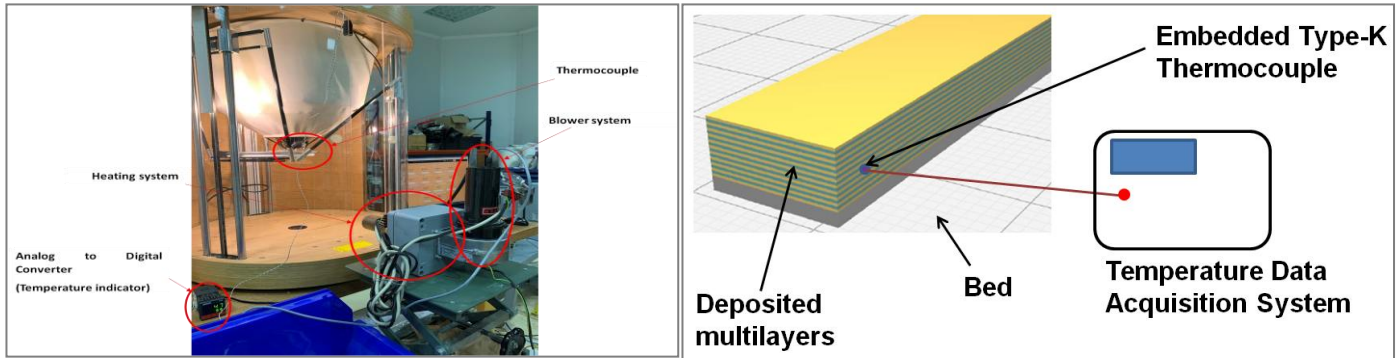 Thermocouple
Blower system
Heating system
Analog to Digital
Converter
(Temperature indicator)
Embedded Type-K
Thermocouple
Deposited
multilayers
Bed
Temperature Data
Acquisition System